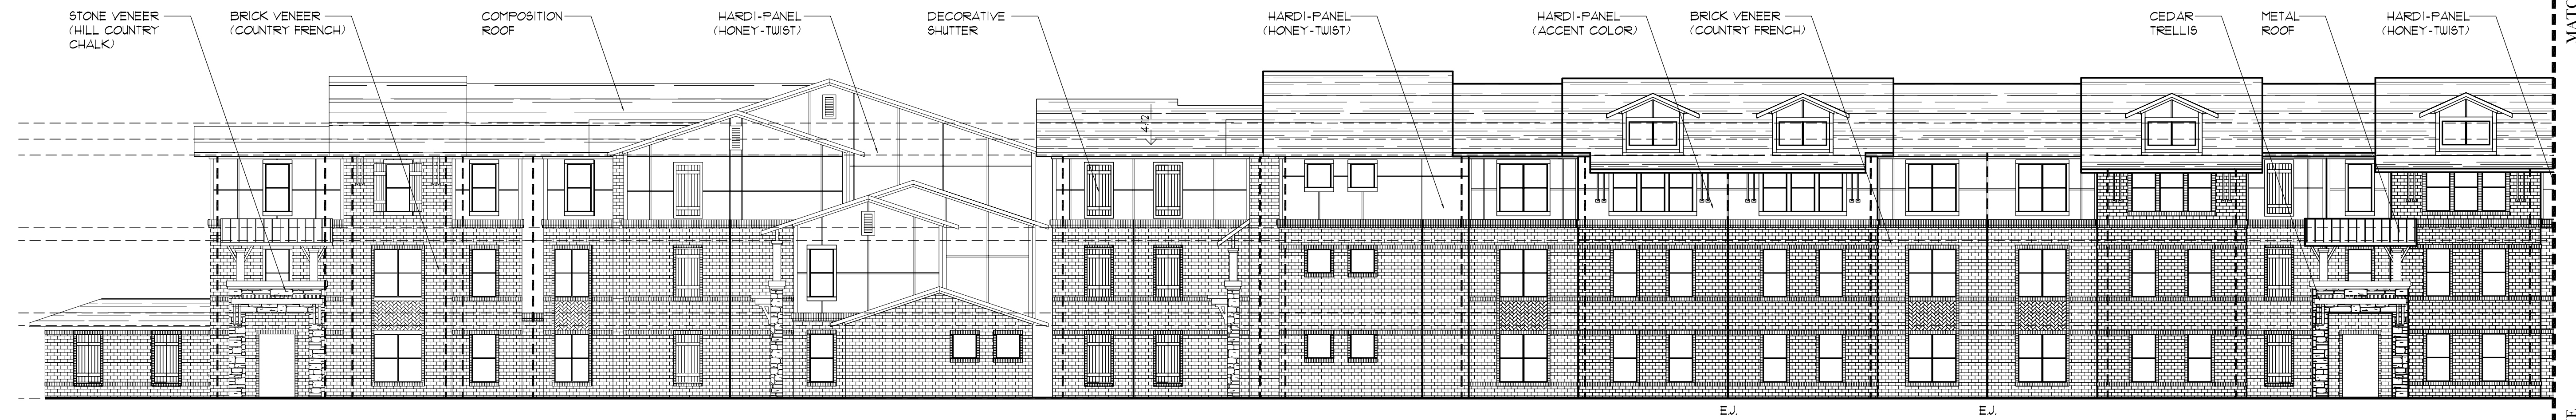 STONE VENEER
(HILL COUNTRY
CHALK)
BRICK VENEER
(COUNTRY FRENCH)
COMPOSITION
ROOF
HARDI-PANEL
(HONEY-TWIST)
DECORATIVE
SHUTTER
HARDI-PANEL
(HONEY-TWIST)
HARDI-PANEL
(ACCENT COLOR)
BRICK VENEER
(COUNTRY FRENCH)
CEDAR
TRELLIS
METAL
ROOF
HARDI-PANEL
(HONEY-TWIST)
4:12
E.J.
E.J.